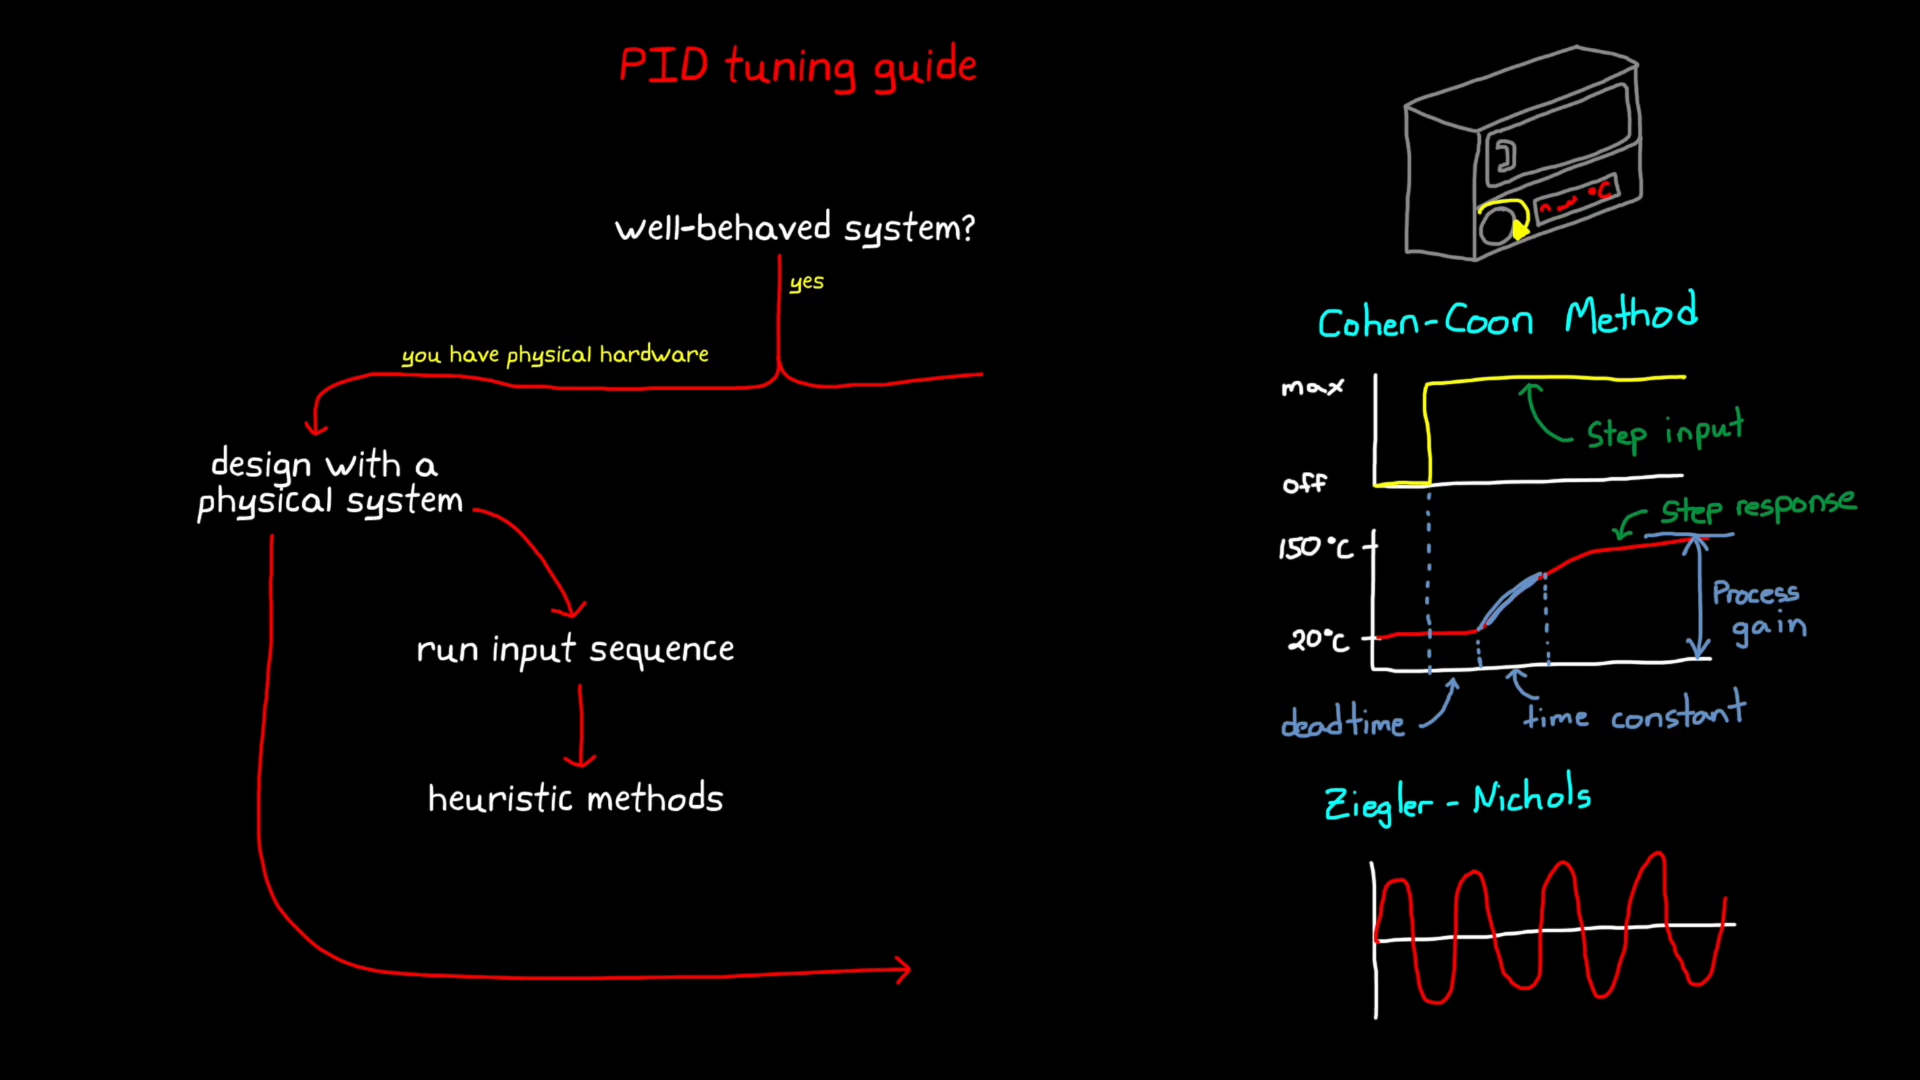 PID tuning guide
well-behaved system?
yes
you have physical hardware
design with a
physical system
run input sequence
heuristic methods
°C
Cohen-Coon Method
max
off
Step input
Step response
150°C
20°C
Process
gain
deadtime
time constant
Ziegler-Nichols